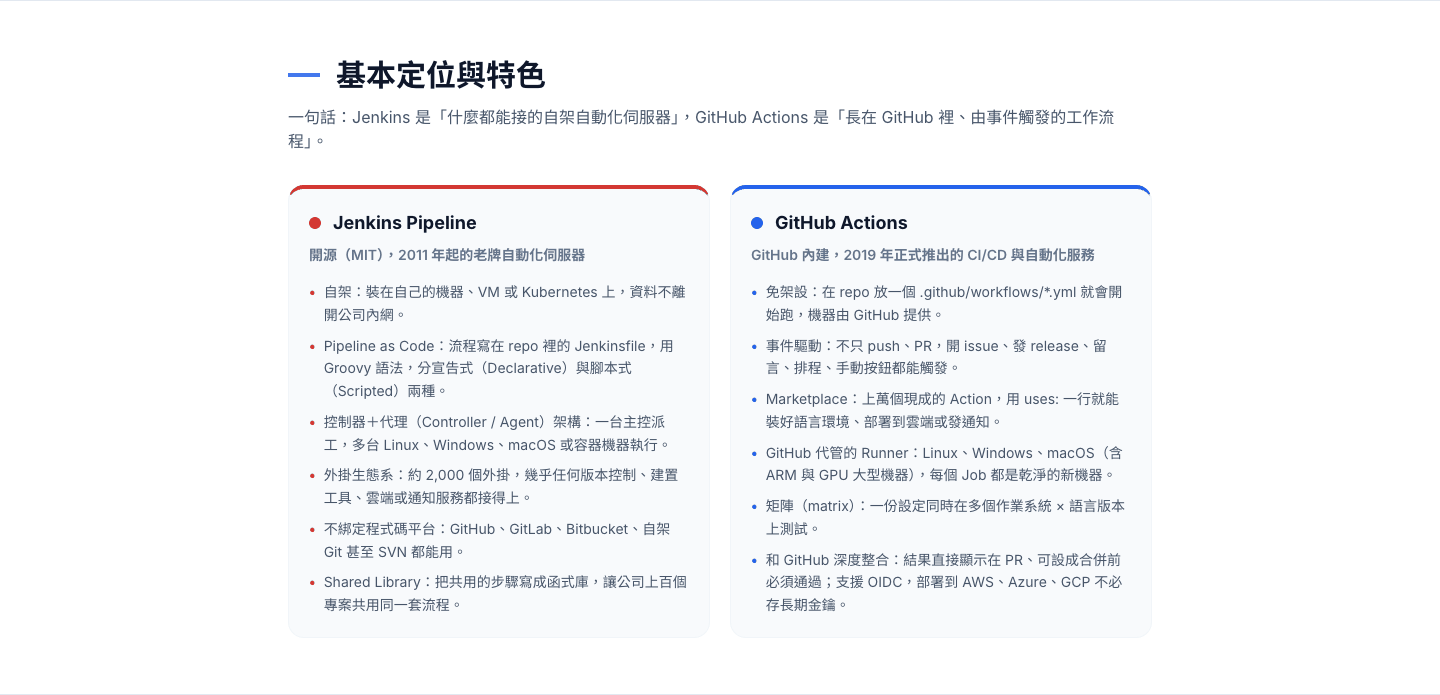 基本定位與特色
一句話：Jenkins 是「什麼都能接的自架自動化伺服器」，GitHub Actions 是「長在 GitHub 裡、由事件觸發的工作流
程」。
Jenkins Pipeline
開源（MIT），2011 年起的老牌自動化伺服器
• 自架：裝在自己的機器、VM 或 Kubernetes 上，資料不離
開公司內網。
• Pipeline as Code：流程寫在 repo 裡的 Jenkinsfile，用
Groovy 語法，分宣告式（Declarative）與腳本式
（Scripted）兩種。
• 控制器＋代理（Controller / Agent）架構：一台主控派
工，多台 Linux、Windows、macOS 或容器機器執行。
• 外掛生態系：約 2,000 個外掛，幾乎任何版本控制、建置
工具、雲端或通知服務都接得上。
• 不綁定程式碼平台：GitHub、GitLab、Bitbucket、自架
Git 甚至 SVN 都能用。
• Shared Library：把共用的步驟寫成函式庫，讓公司上百個
專案共用同一套流程。
GitHub Actions
GitHub 內建，2019 年正式推出的 CI/CD 與自動化服務
• 免架設：在 repo 放一個 .github/workflows/*.yml 就會開
始跑，機器由 GitHub 提供。
• 事件驅動：不只 push、PR，開 issue、發 release、留
言、排程、手動按鈕都能觸發。
• Marketplace：上萬個現成的 Action，用 uses: 一行就能
裝好語言環境、部署到雲端或發通知。
• GitHub 代管的 Runner：Linux、Windows、macOS（含
ARM 與 GPU 大型機器），每個 Job 都是乾淨的新機器。
• 矩陣（matrix）：一份設定同時在多個作業系統 × 語言版本
上測試。
• 和 GitHub 深度整合：結果直接顯示在 PR、可設成合併前
必須通過；支援 OIDC，部署到 AWS、Azure、GCP 不必
存長期金鑰。